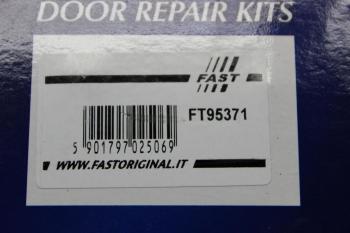 DOOR REPAIR KITS
FAST
FT95371
5 901797 025069
WWW.FASTORIGINAL.IT